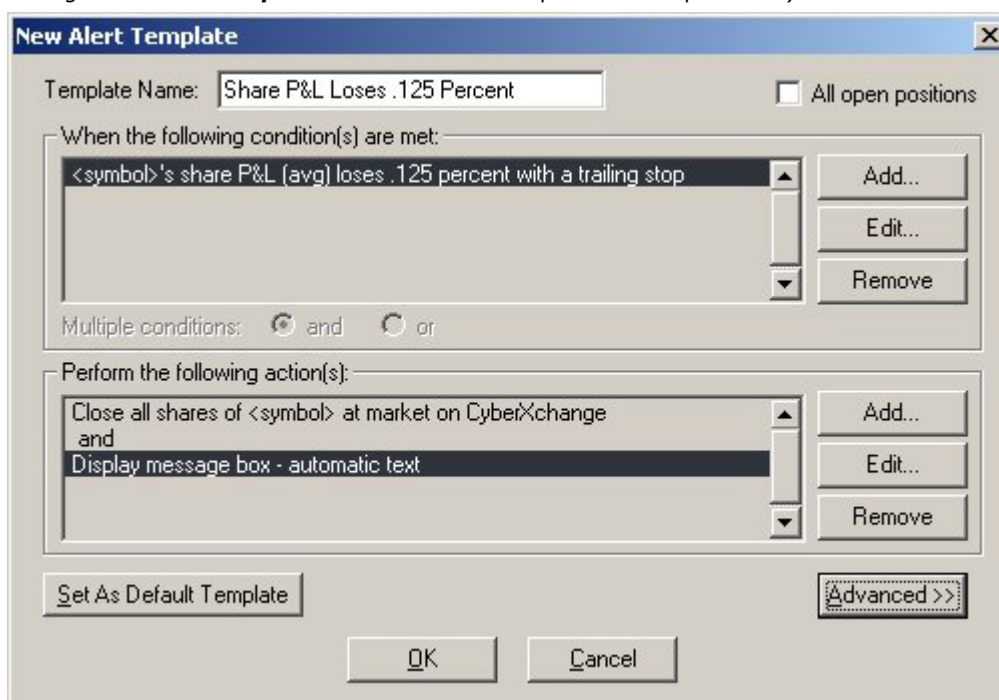 New Alert Template
Template Name: Share P&L Loses .125 Percent
All open positions
When the following condition(s) are met:
<symbol>'s share P&L (avg) loses .125 percent with a trailing stop
Add...
Edit...
Remove
Multiple conditions: and or
Perform the following action(s):
Close all shares of <symbol> at market on CyberXchange
and
Display message box - automatic text
Add...
Edit...
Remove
Set As Default Template
Advanced >>
OK
Cancel